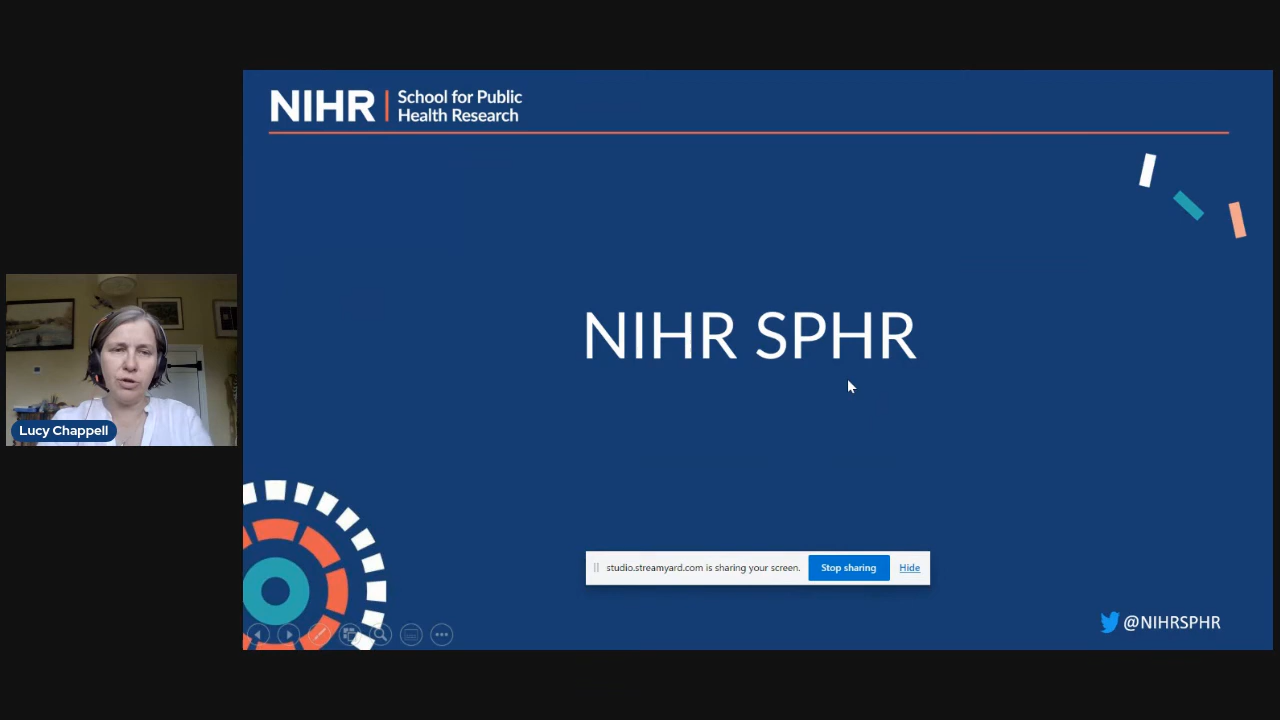 NIHR
School for Public
Health Research
NIHR SPHR
Lucy Chappell
studio.streamyard.com is sharing your screen.
Stop sharing
Hide
@NIHRSPHR